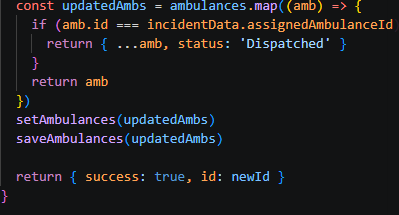 const updatedAmbs = ambulances.map((amb) => {
if (amb.id === incidentData.assignedAmbulanceId
return { ...amb, status: 'Dispatched' }
}
return amb
})
setAmbulances(updatedAmbs)
saveAmbulances(updatedAmbs)
return { success: true, id: newId }
}